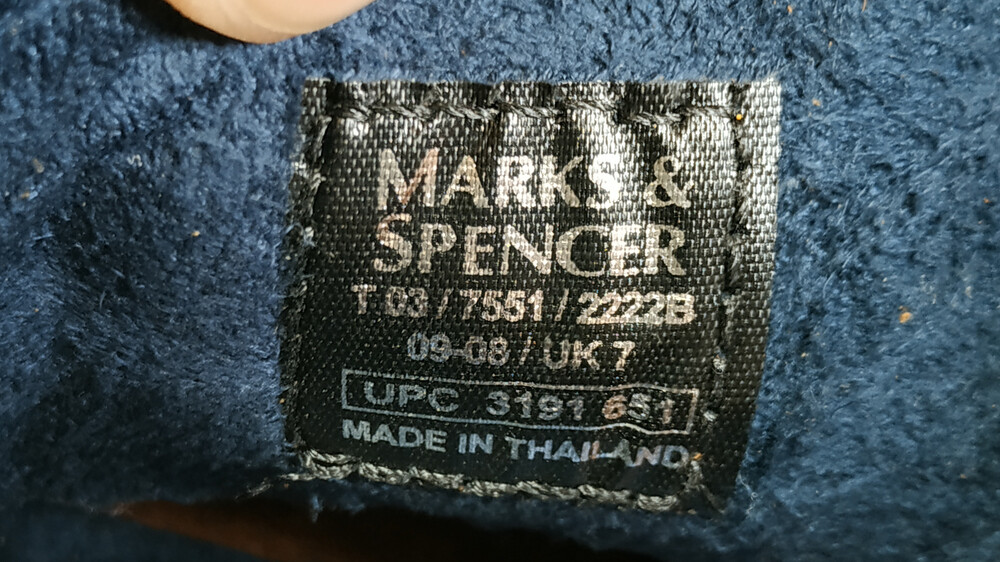 MARKS &
SPENCER
T 03 / 7551 / 2222B
09-08 / UK 7
UPC 3191 651
MADE IN THAILAND